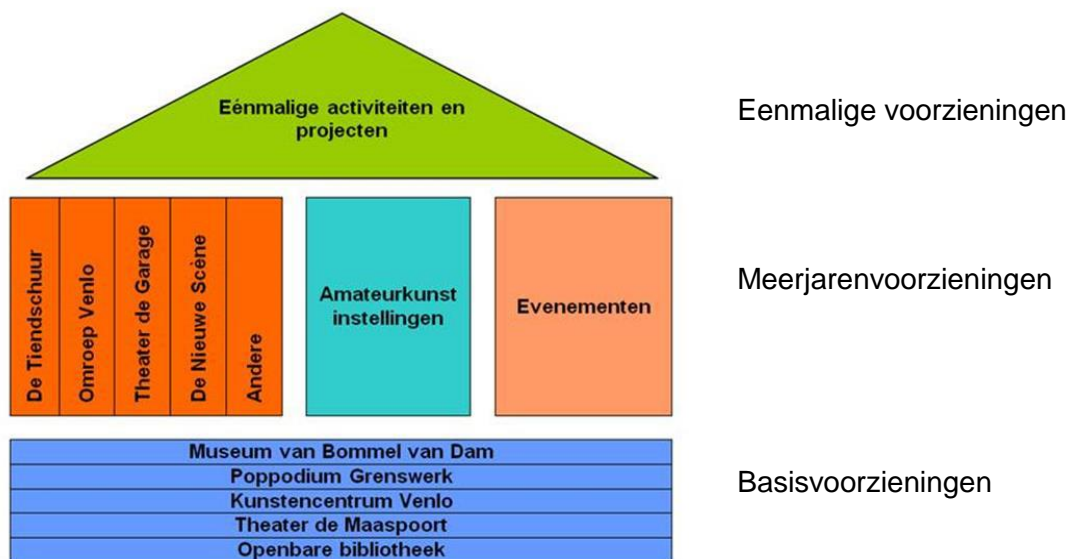 Eénmalige activiteiten en
projecten
Eenmalige voorzieningen
De Tiendschuur
Omroep Venlo
Theater de Garage
De Nieuwe Scène
Andere
Amateurkunst
instellingen
Evenementen
Meerjarenvoorzieningen
Museum van Bommel van Dam
Poppodium Grenswerk
Kunstencentrum Venlo
Theater de Maaspoort
Openbare bibliotheek
Basisvoorzieningen